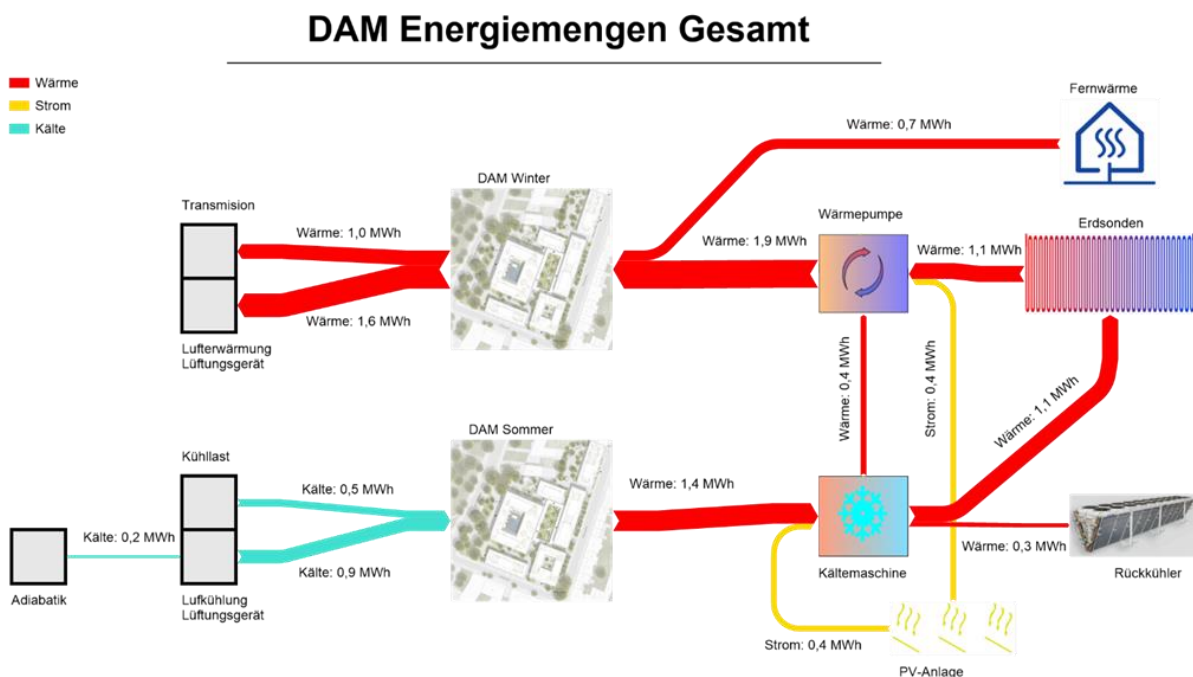 DAM Energiemengen Gesamt
Wärme
Strom
Kälte
Fernwärme
Wärme: 0,7 MWh
DAM Winter
Transmision
Wärmepumpe
Erdsonden
Wärme: 1,0 MWh
Wärme: 1,9 MWh
Wärme: 1,1 MWh
Wärme: 1,6 MWh
Lufterwärmung
Lüftungsgerät
Wärme: 0,4 MWh
Strom: 0,4 MWh
Wärme: 1,1 MWh
DAM Sommer
Kühllast
Kälte: 0,5 MWh
Wärme: 1,4 MWh
Kälte: 0,2 MWh
Wärme: 0,3 MWh
Kälte: 0,9 MWh
Adiabatik
Lufkühlung
Lüftungsgerät
Kältemaschine
Rückkühler
Strom: 0,4 MWh
PV-Anlage